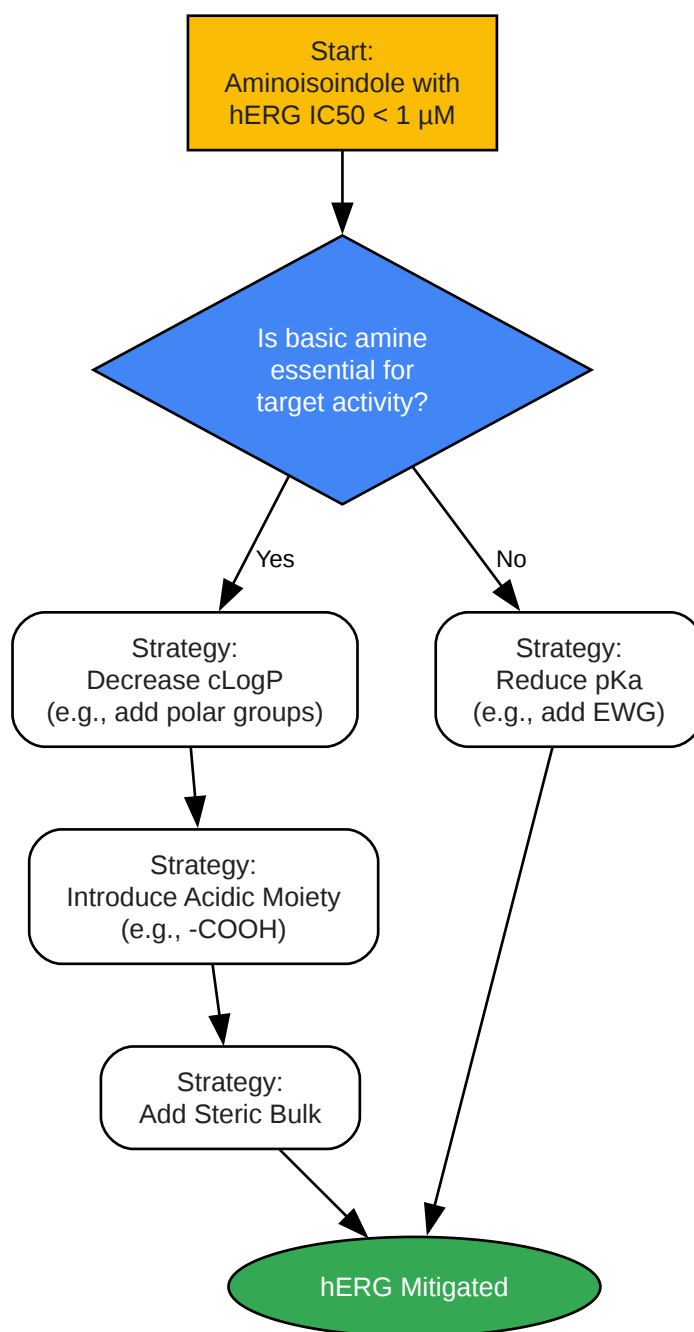 Start:
Aminoisoindole with
hERG IC50 < 1 µM
Is basic amine
essential for
target activity?
Yes
No
Strategy:
Decrease cLogP
(e.g., add polar groups)
Strategy:
Reduce pKa
(e.g., add EWG)
Strategy:
Introduce Acidic Moiety
(e.g., -COOH)
Strategy:
Add Steric Bulk
hERG Mitigated